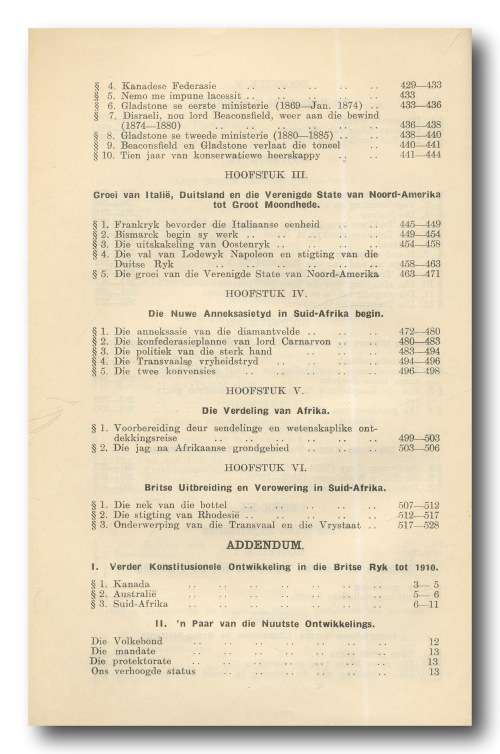 § 4. Kanadese Federasie .. .. .. .. .. 429—433
§ 5. Nemo me impune lacessit .. .. .. .. .. 433
§ 6. Gladstone se eerste ministerie (1869—Jan. 1874) .. 433—436
§ 7. Disraeli, nou lord Beaconsfield, weer aan die bewind
(1874—1880) .. .. .. .. .. .. 436—438
§ 8. Gladstone se tweede ministerie (1880—1885) .. .. 438—440
§ 9. Beaconsfield en Gladstone verlaat die toneel .. 440—441
§ 10. Tien jaar van konserwatiewe heerskappy .. .. 441—444
HOOFSTUK III.
Groei van Italië, Duitsland en die Verenigde State van Noord-Amerika
tot Groot Moondhede.
§ 1. Frankryk bevorder die Italiaanse eenheid .. .. 445—449
§ 2. Bismarck begin sy werk .. .. .. .. .. 449—454
§ 3. Die uitskakeling van Oostenryk .. .. .. .. 454—458
§ 4. Die val van Lodewyk Napoleon en stigting van die
Duitse Ryk .. .. .. .. .. .. 458—463
§ 5. Die groei van die Verenigde State van Noord-Amerika 463—471
HOOFSTUK IV.
Die Nuwe Anneksasietyd in Suid-Afrika begin.
§ 1. Die anneksasie van die diamantvelde .. .. .. 472—480
§ 2. Die konfederasieplanne van lord Carnarvon .. .. 480—483
§ 3. Die politiek van die sterk hand .. .. .. .. 483—494
§ 4. Die Transvaalse vryheidstryd .. .. .. .. 494—496
§ 5. Die twee konvensies .. .. .. .. .. 496—498
HOOFSTUK V.
Die Verdeling van Afrika.
§ 1. Voorbereiding deur sendelinge en wetenskaplike ont-
dekkingsreise .. .. .. .. .. .. 499—503
§ 2. Die jag na Afrikaanse grondgebied .. .. .. 503—506
HOOFSTUK VI.
Britse Uitbreiding en Verowering in Suid-Afrika.
§ 1. Die nek van die bottel .. .. .. .. .. 507—512
§ 2. Die stigting van Rhodesië .. .. .. .. .. 512—517
§ 3. Onderwerping van die Transvaal en die Vrystaat .. 517—528
ADDENDUM.
I. Verder Konstitusionele Ontwikkeling in die Britse Ryk tot 1910.
§ 1. Kanada .. .. .. .. .. .. .. 3— 5
§ 2. Australië .. .. .. .. .. .. .. 5— 6
§ 3. Suid-Afrika .. .. .. .. .. .. .. 6—11
II. 'n Paar van die Nuutste Ontwikkelings.
Die Volkebond .. .. .. .. .. .. .. 12
Die mandate .. .. .. .. .. .. .. 13
Die protektorate .. .. .. .. .. .. .. 13
Ons verhoogde status .. .. .. .. .. .. 13